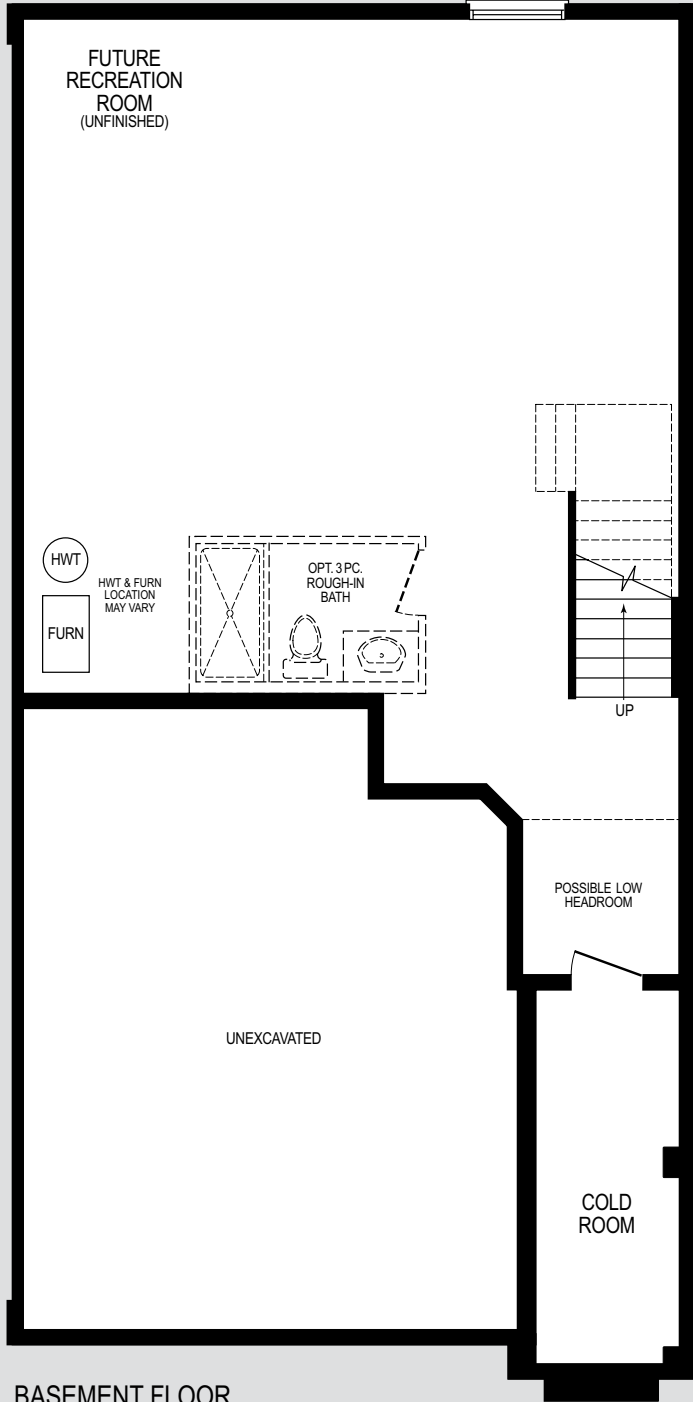 FUTURE
RECREATION
ROOM
(UNFINISHED)
HWT
HWT & FURN
LOCATION
MAY VARY
FURN
OPT. 3 PC.
ROUGH-IN
BATH
UP
POSSIBLE LOW
HEADROOM
UNEXCAVATED
COLD
ROOM
BASEMENT FLOOR